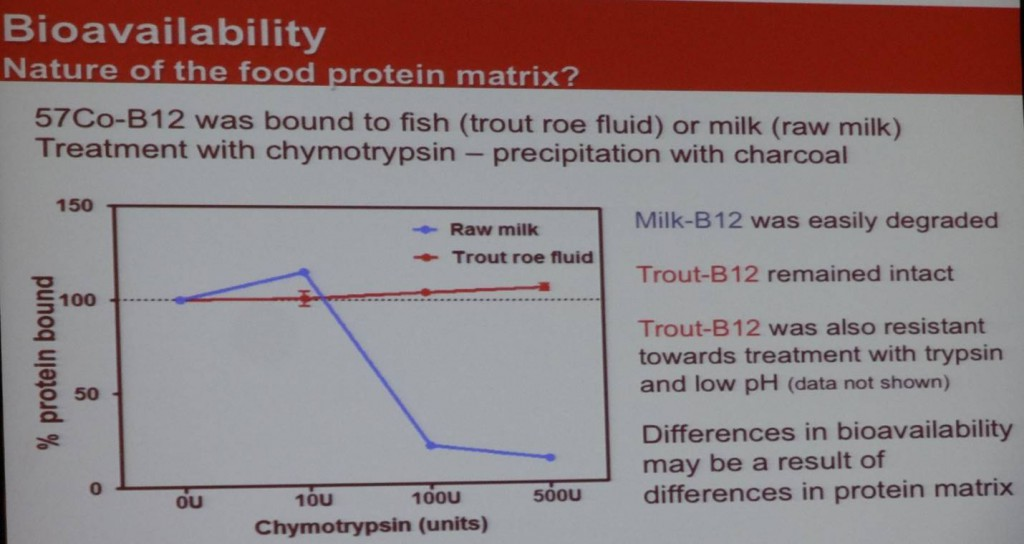 Bioavailability
Nature of the food protein matrix?
57Co-B12 was bound to fish (trout roe fluid) or milk (raw milk)
Treatment with chymotrypsin – precipitation with charcoal
150
100
50
0
% protein bound
Raw milk
Trout roe fluid
0U 10U 100U 500U
Chymotrypsin (units)
Milk-B12 was easily degraded
Trout-B12 remained intact
Trout-B12 was also resistant
towards treatment with trypsin
and low pH (data not shown)
Differences in bioavailability
may be a result of
differences in protein matrix